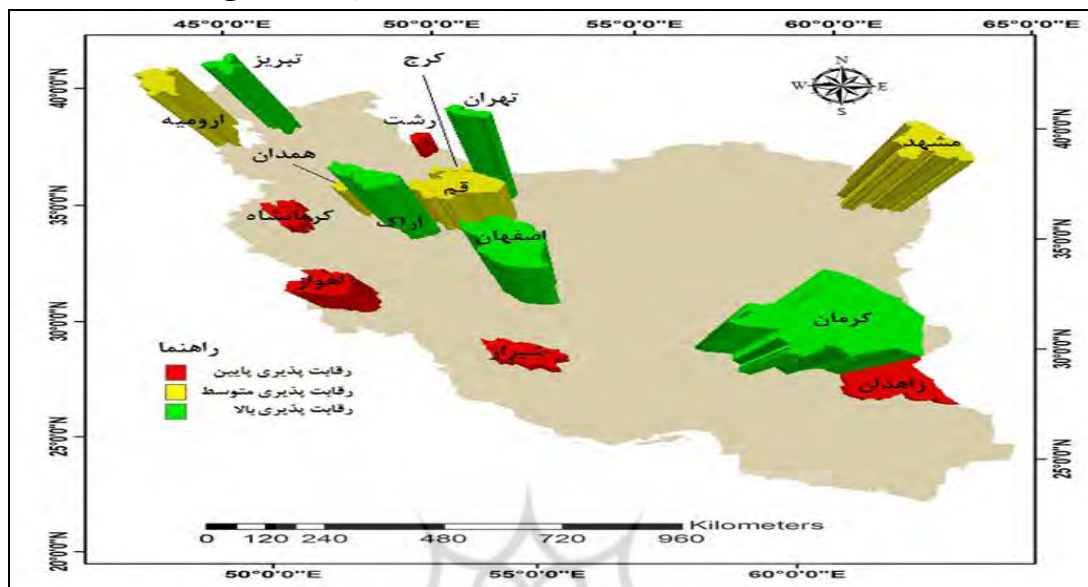 45°0'0"E 50°0'0"E 55°0'0"E 60°0'0"E 65°0'0"E
40°0'0"N
35°0'0"N
30°0'0"N
25°0'0"N
20°0'0"N
تبریز
ارومیه
کرج
تهران
رشت
همدان
قم
کرمانشاه
اراک
اصفهان
اهواز
شیراز
مشهد
کرمان
زاهدان
N
W E
S
40°0'0"N
35°0'0"N
30°0'0"N
25°0'0"N
راهنما
رقابت پذیری پایین
رقابت پذیری متوسط
رقابت پذیری بالا
Kilometers
0 120 240 480 720 960
50°0'0"E 55°0'0"E 60°0'0"E